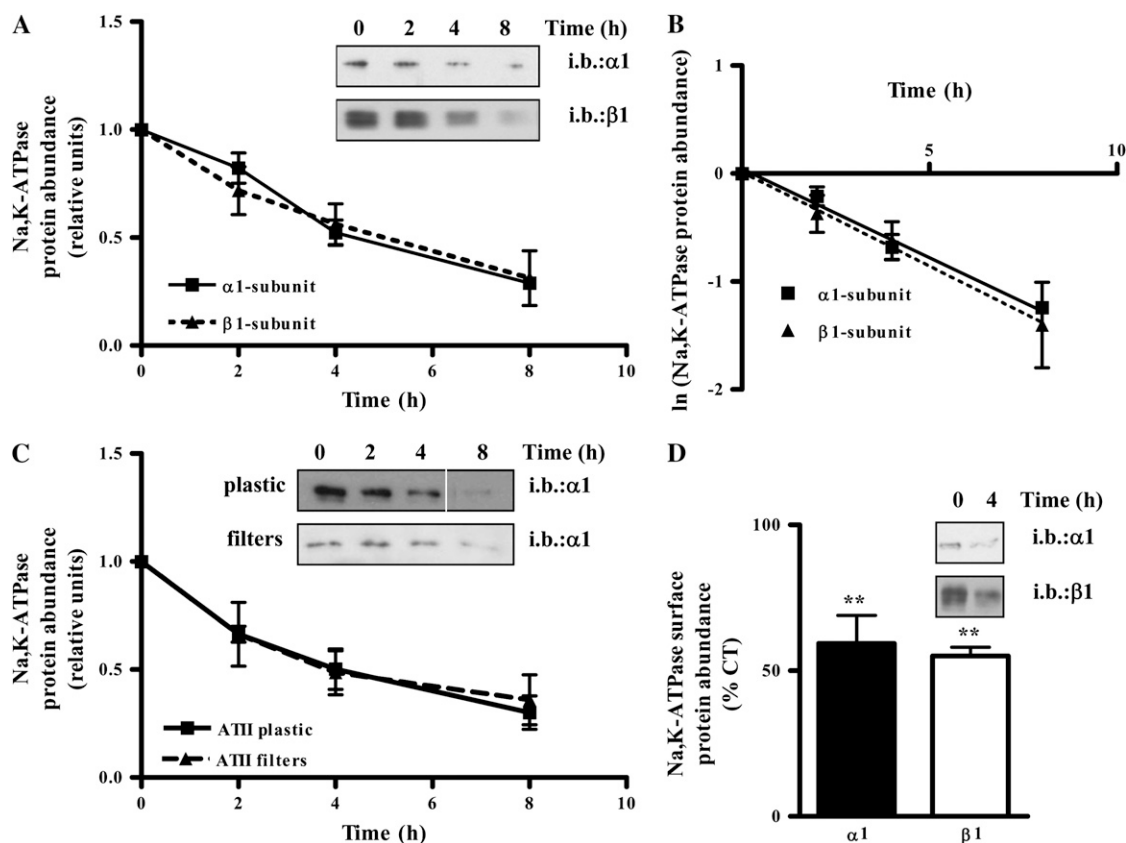 A
1.5
1.0
0.5
0.0
Na,K-ATPase
protein abundance
(relative units)
0 2 4 8 Time (h)
i.b.:α1
i.b.:β1
α1-subunit
β1-subunit
0 2 4 6 8 10
Time (h)
B
1
0
-1
-2
ln (Na,K-ATPase protein abundance)
Time (h)
5 10
α1-subunit
β1-subunit
C
1.5
1.0
0.5
0.0
Na,K-ATPase
protein abundance
(relative units)
0 2 4 8 Time (h)
plastic i.b.:α1
filters i.b.:α1
ATII plastic
ATII filters
0 2 4 6 8 10
Time (h)
D
100
50
0
Na,K-ATPase surface
protein abundance
(% CT)
0 4 Time (h)
i.b.:α1
i.b.:β1
**
**
α1 β1